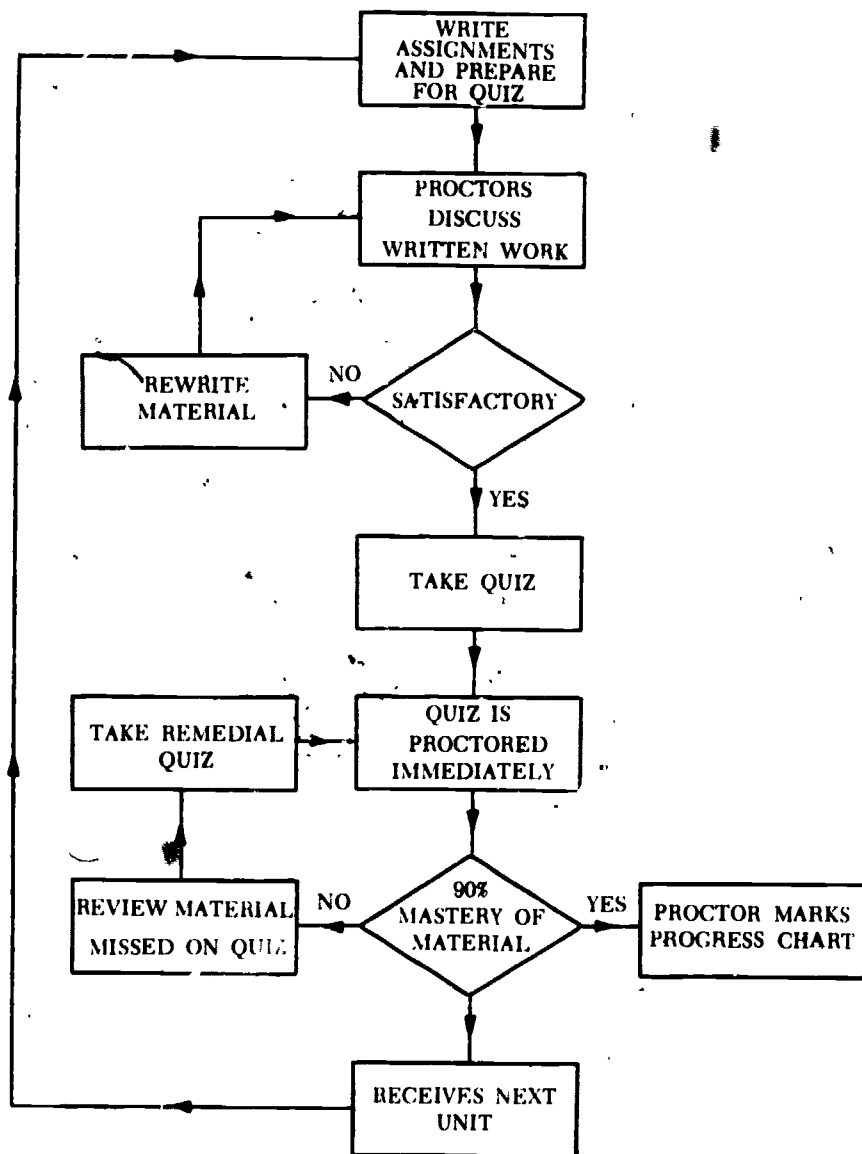 WRITE
ASSIGNMENTS
AND PREPARE
FOR QUIZ
PROCTORS
DISCUSS
WRITTEN WORK
REWRITE
MATERIAL
NO
SATISFACTORY
YES
TAKE QUIZ
TAKE REMEDIAL
QUIZ
QUIZ IS
PROCTORED
IMMEDIATELY
REVIEW MATERIAL
MISSED ON QUIZ
NO
90%
MASTERY OF
MATERIAL
YES
PROCTOR MARKS
PROGRESS CHART
RECEIVES NEXT
UNIT